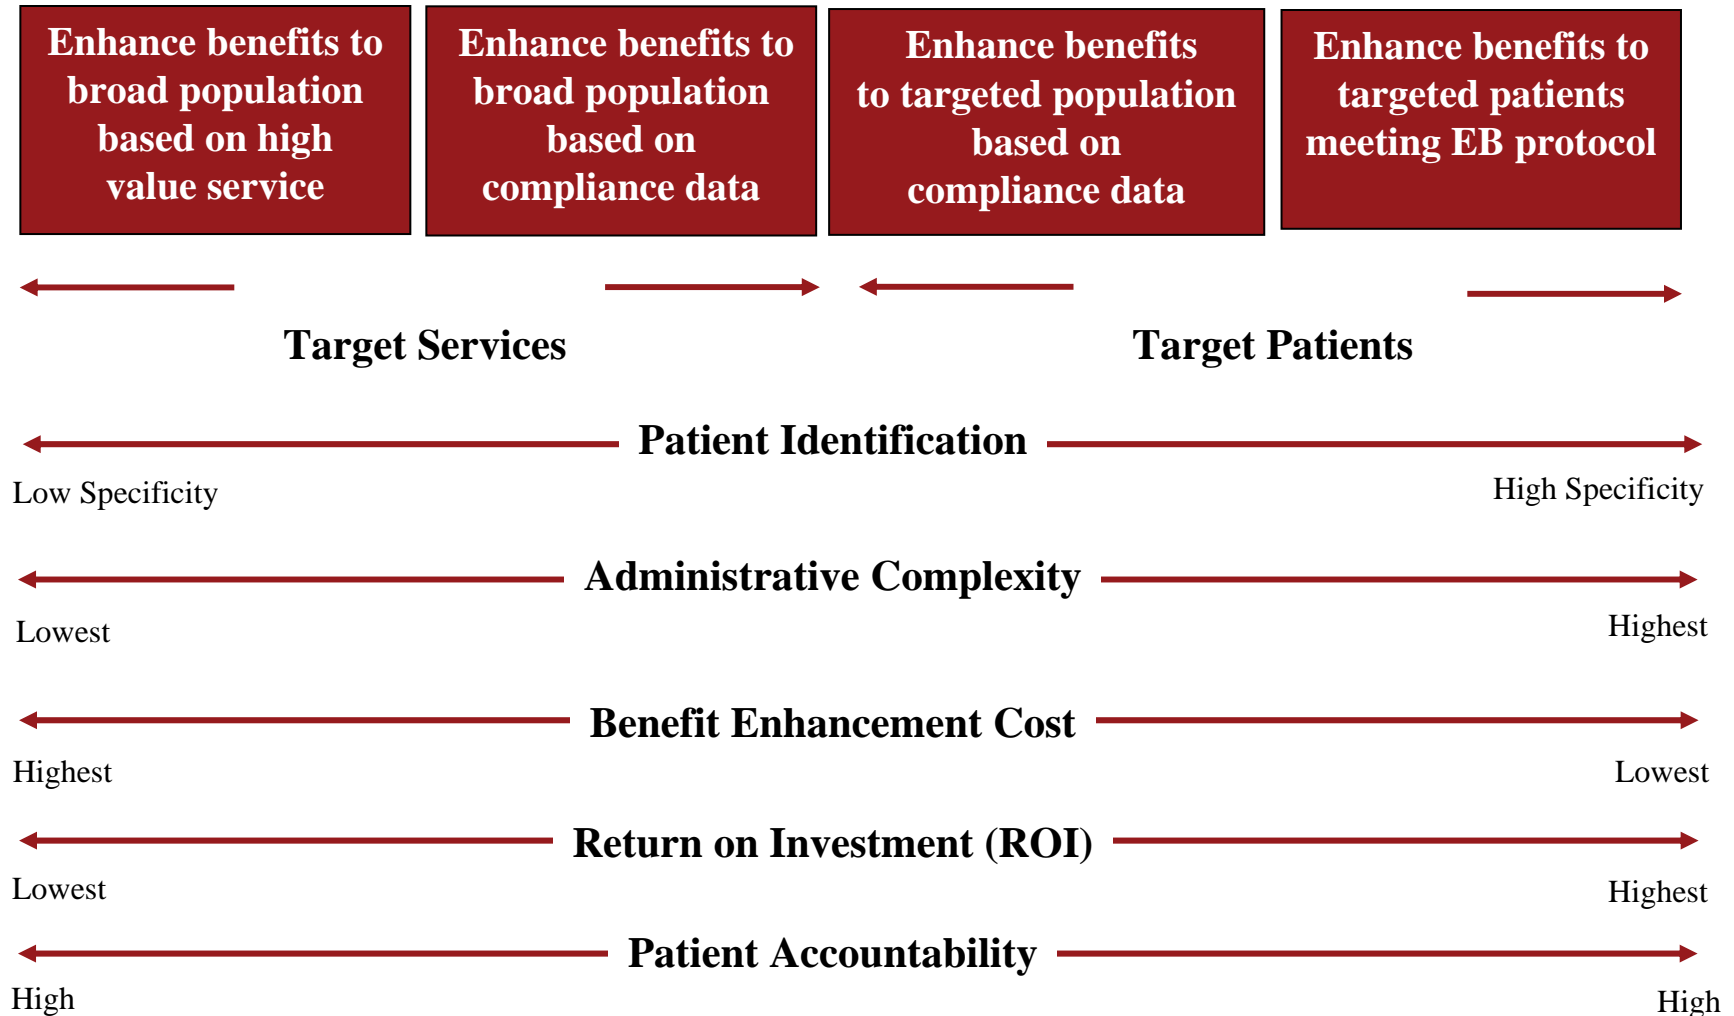 Enhance benefits to
broad population
based on high
value service
Enhance benefits to
broad population
based on
compliance data
Enhance benefits
to targeted population
based on
compliance data
Enhance benefits to
targeted patients
meeting EB protocol
Target Services
Target Patients
Patient Identification
Low Specificity
High Specificity
Administrative Complexity
Lowest
Highest
Benefit Enhancement Cost
Highest
Lowest
Return on Investment (ROI)
Lowest
Highest
Patient Accountability
High
High